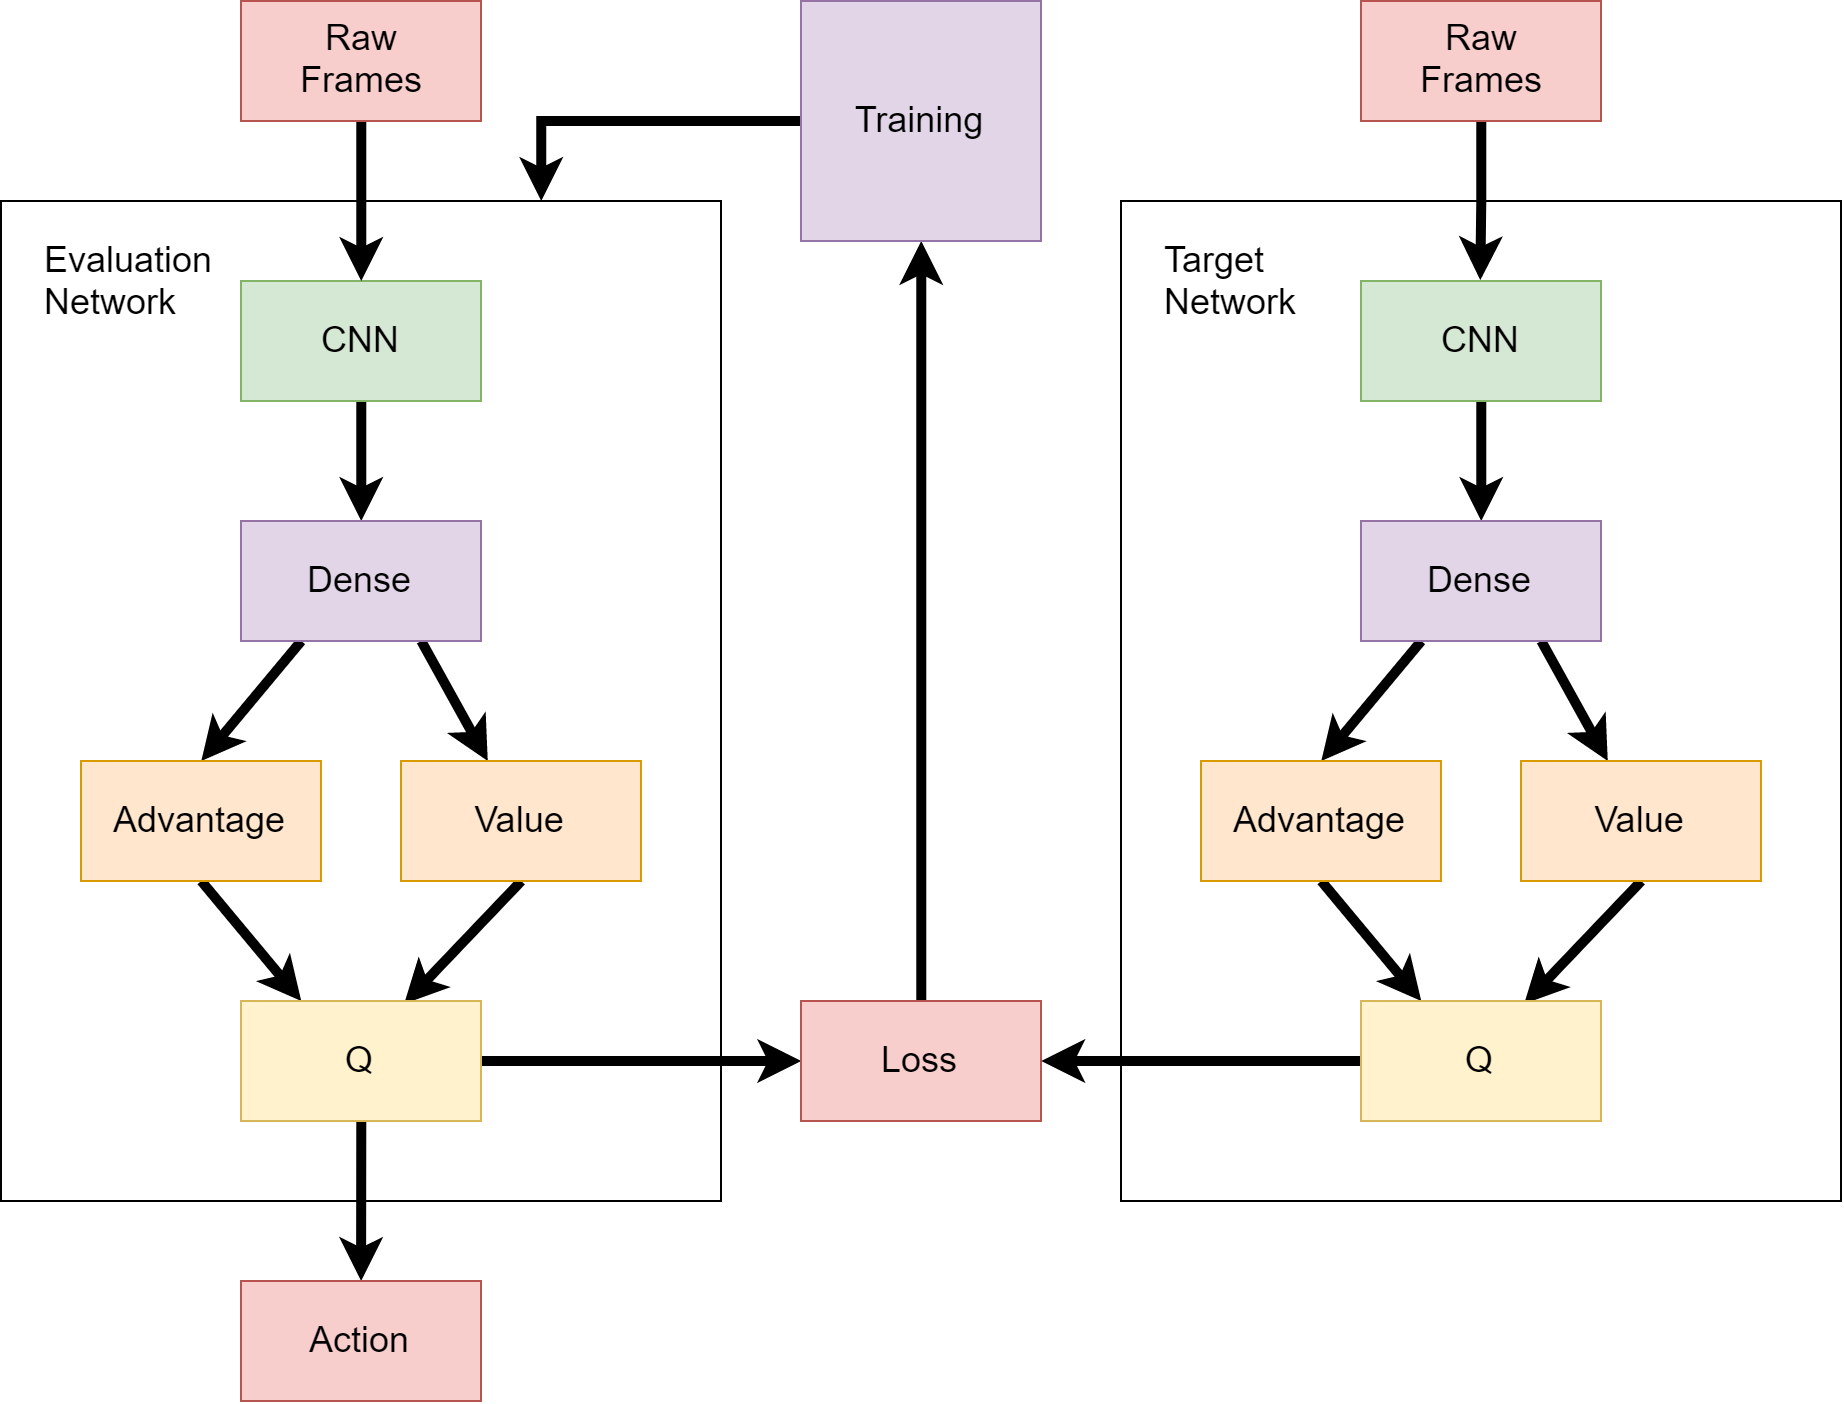 Raw
Frames
Training
Raw
Frames
Evaluation
Network
CNN
Target
Network
CNN
Dense
Dense
Advantage
Value
Advantage
Value
Q
Loss
Q
Action